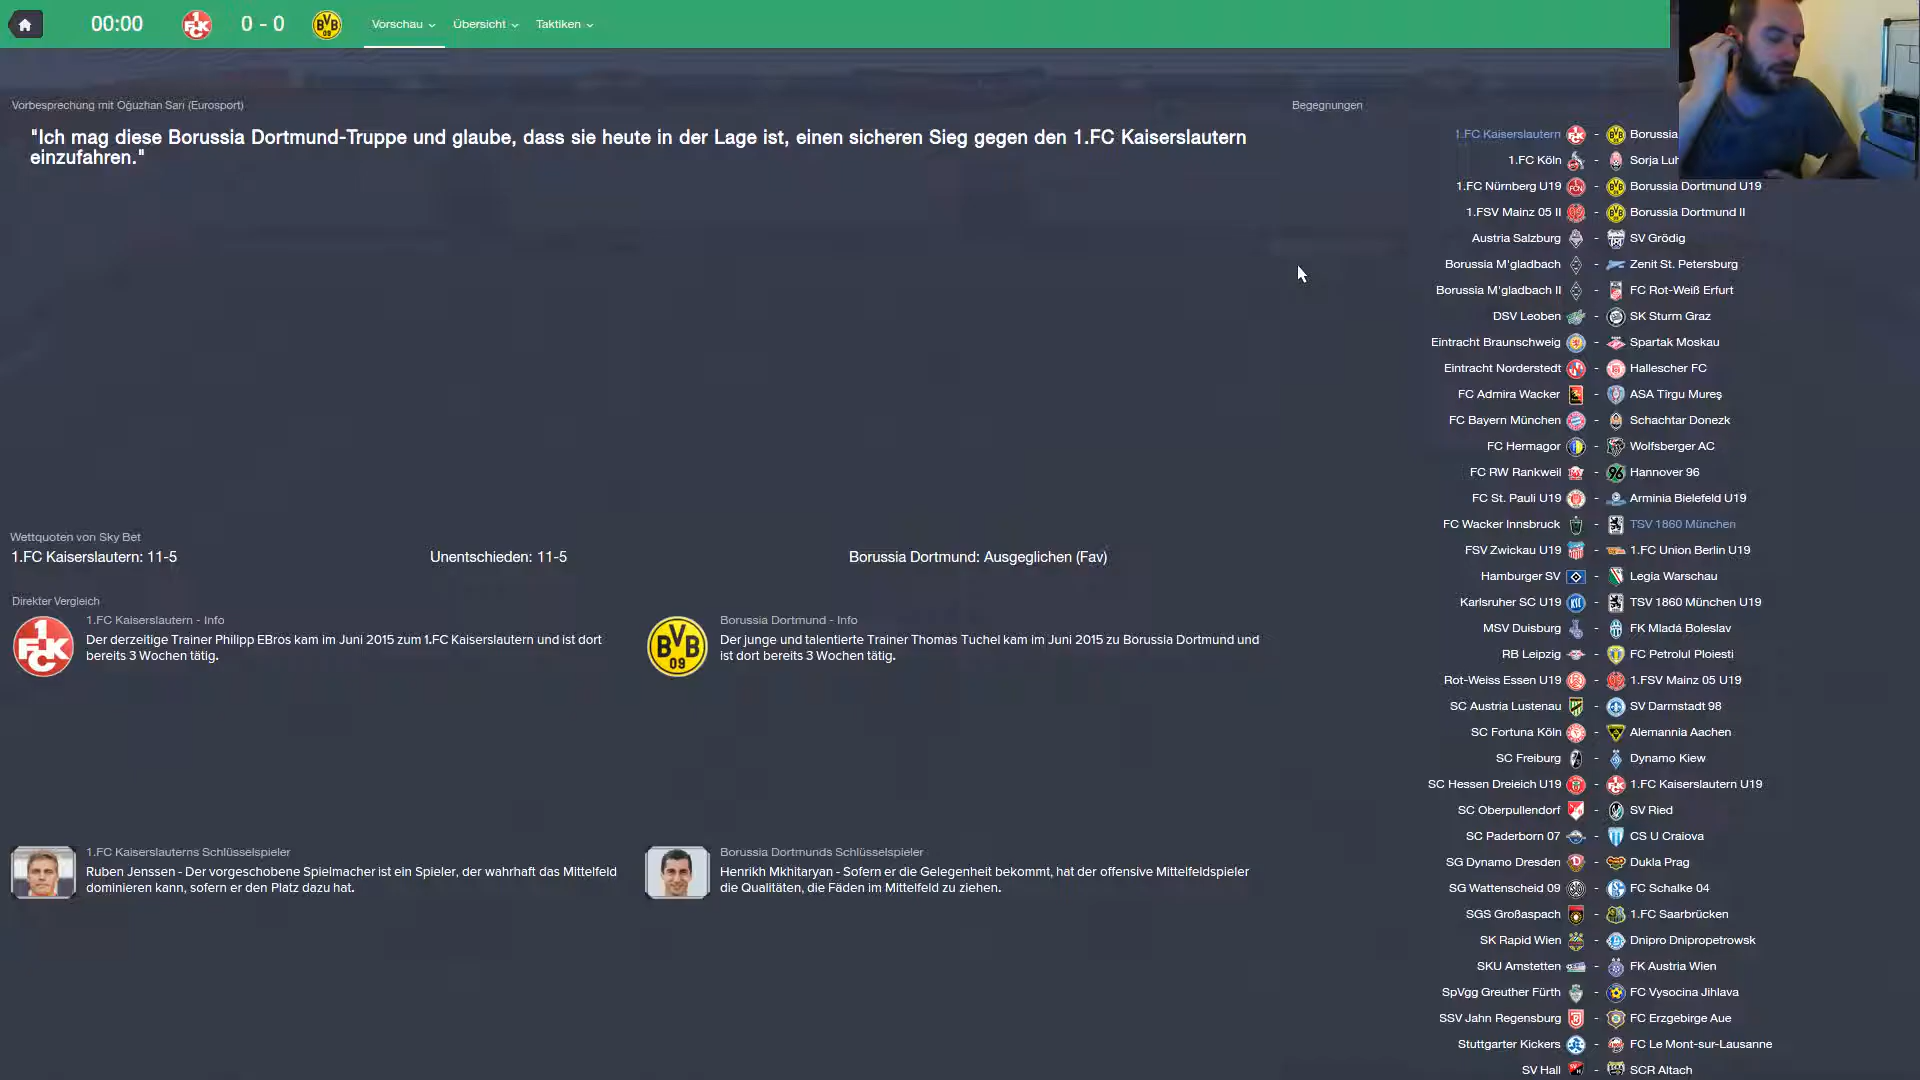 00:00 0 - 0 Vorschau Übersicht Taktiken
Vorbesprechung mit Oğuzhan Sarı (Eurosport)
"Ich mag diese Borussia Dortmund-Truppe und glaube, dass sie heute in der Lage ist, einen sicheren Sieg gegen den 1.FC Kaiserslautern
einzufahren."
Wettquoten von Sky Bet
1.FC Kaiserslautern: 11-5 Unentschieden: 11-5 Borussia Dortmund: Ausgeglichen (Fav)
Direkter Vergleich
1.FC Kaiserslautern - Info
Der derzeitige Trainer Philipp EBros kam im Juni 2015 zum 1.FC Kaiserslautern und ist dort
bereits 3 Wochen tätig.
Borussia Dortmund - Info
Der junge und talentierte Trainer Thomas Tuchel kam im Juni 2015 zu Borussia Dortmund und
ist dort bereits 3 Wochen tätig.
1.FC Kaiserslauterns Schlüsselspieler
Ruben Jenssen - Der vorgeschobene Spielmacher ist ein Spieler, der wahrhaft das Mittelfeld
dominieren kann, sofern er den Platz dazu hat.
Borussia Dortmunds Schlüsselspieler
Henrikh Mkhitaryan - Sofern er die Gelegenheit bekommt, hat der offensive Mittelfeldspieler
die Qualitäten, die Fäden im Mittelfeld zu ziehen.
Begegnungen
1.FC Kaiserslautern - Borussia
1.FC Köln - Sorja
1.FC Nürnberg U19 - Borussia Dortmund U19
1.FSV Mainz 05 II - Borussia Dortmund II
Austria Salzburg - SV Grödig
Borussia M'gladbach - Zenit St. Petersburg
Borussia M'gladbach II - FC Rot-Weiß Erfurt
DSV Leoben - SK Sturm Graz
Eintracht Braunschweig - Spartak Moskau
Eintracht Norderstedt - Hallescher FC
FC Admira Wacker - ASA Tîrgu Mureş
FC Bayern München - Schachtar Donezk
FC Hermagor - Wolfsberger AC
FC RW Rankweil - Hannover 96
FC St. Pauli U19 - Arminia Bielefeld U19
FC Wacker Innsbruck - TSV 1860 München
FSV Zwickau U19 - 1.FC Union Berlin U19
Hamburger SV - Legia Warschau
Karlsruher SC U19 - TSV 1860 München U19
MSV Duisburg - FK Mladá Boleslav
RB Leipzig - FC Petrolul Ploiesti
Rot-Weiss Essen U19 - 1.FSV Mainz 05 U19
SC Austria Lustenau - SV Darmstadt 98
SC Fortuna Köln - Alemannia Aachen
SC Freiburg - Dynamo Kiew
SC Hessen Dreieich U19 - 1.FC Kaiserslautern U19
SC Oberpullendorf - SV Ried
SC Paderborn 07 - CS U Craiova
SG Dynamo Dresden - Dukla Prag
SG Wattenscheid 09 - FC Schalke 04
SGS Großaspach - 1.FC Saarbrücken
SK Rapid Wien - Dnipro Dnipropetrowsk
SKU Amstetten - FK Austria Wien
SpVgg Greuther Fürth - FC Vysocina Jihlava
SSV Jahn Regensburg - FC Erzgebirge Aue
Stuttgarter Kickers - FC Le Mont-sur-Lausanne
SV Hall - SCR Altach